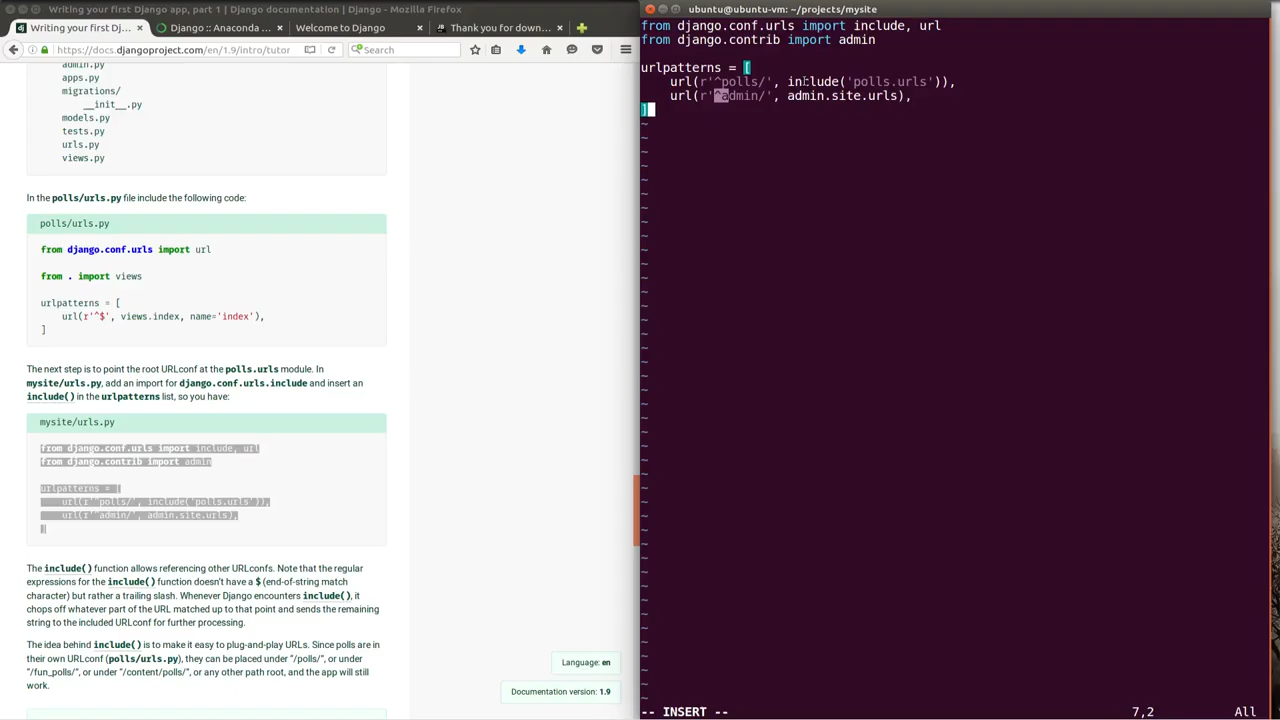 Writing your first Django app, part 1 | Django documentation | Django - Mozilla Firefox
Writing your first Dj...
Django :: Anaconda ...
Welcome to Django
Thank you for down...
https://docs.djangoproject.com/en/1.9/intro/tutor
Search
admin.py
apps.py
migrations/
__init__.py
models.py
tests.py
urls.py
views.py
In the polls/urls.py file include the following code:
polls/urls.py
from django.conf.urls import url
from . import views
urlpatterns = [
url(r'^$', views.index, name='index'),
]
The next step is to point the root URLconf at the polls.urls module. In
mysite/urls.py, add an import for django.conf.urls.include and insert an
include() in the urlpatterns list, so you have:
mysite/urls.py
from django.conf.urls import include, url
from django.contrib import admin
urlpatterns = [
url(r'^polls/', include('polls.urls')),
url(r'^admin/', admin.site.urls),
]
The include() function allows referencing other URLconfs. Note that the regular
expressions for the include() function doesn't have a $ (end-of-string match
character) but rather a trailing slash. Whenever Django encounters include(), it
chops off whatever part of the URL matched up to that point and sends the remaining
string to the included URLconf for further processing.
The idea behind include() is to make it easy to plug-and-play URLs. Since polls are in
their own URLconf (polls/urls.py), they can be placed under "/polls/", or under
"/fun_polls/", or under "/content/polls/", or any other path root, and the app will still
work.
Language: en
Documentation version: 1.9
ubuntu@ubuntu-vm: ~/projects/mysite
from django.conf.urls import include, url
from django.contrib import admin
urlpatterns = [
url(r'^polls/', include('polls.urls')),
url(r'^admin/', admin.site.urls),
]
-- INSERT -- 7,2 All